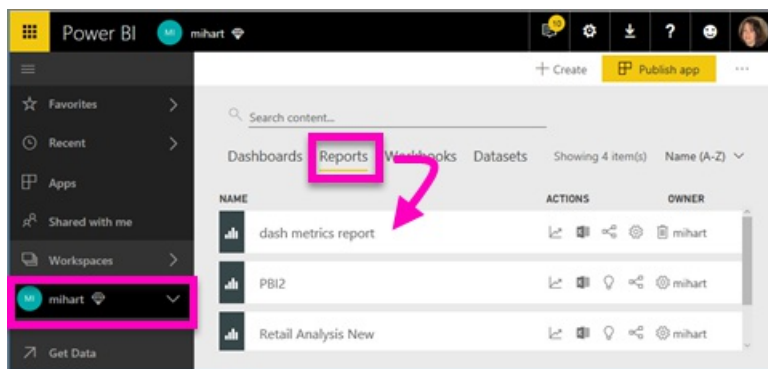 Power BI MI mihart 10 ?
+ Create Publish app ...
Favorites
Recent
Apps
Shared with me
Workspaces
MI mihart
Get Data
Search content...
Dashboards Reports Workbooks Datasets Showing 4 item(s) Name (A-Z)
NAME ACTIONS OWNER
dash metrics report mihart
PBI2 mihart
Retail Analysis New mihart